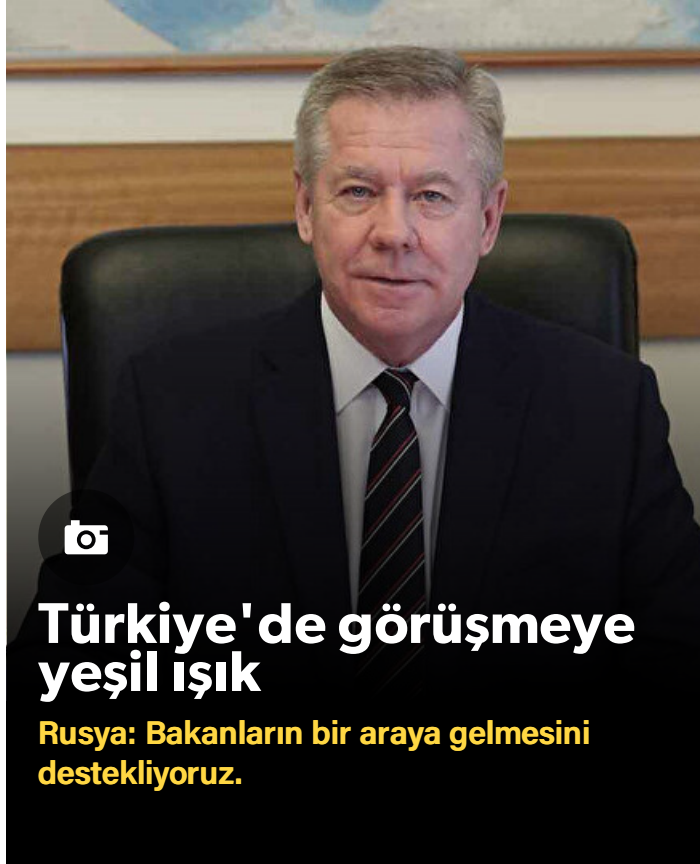 Türkiye'de görüşmeye
yeşil ışık
Rusya: Bakanların bir araya gelmesini
destekliyoruz.